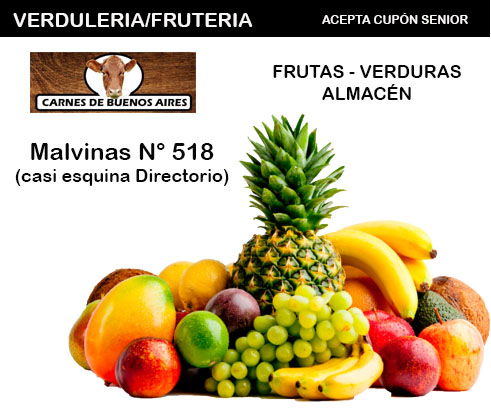 VERDULERIA/FRUTERIA
ACEPTA CUPÓN SENIOR
CARNES DE BUENOS AIRES
FRUTAS - VERDURAS
ALMACÉN
Malvinas N° 518
(casi esquina Directorio)